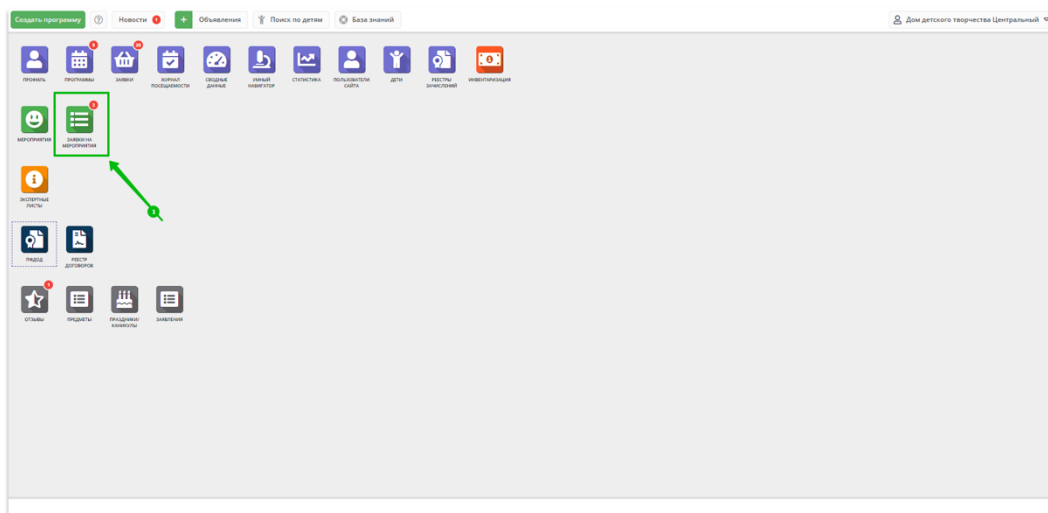 Создать программу
Новости 1
+ Объявления
Поиск по детям
База знаний
Дом детского творчества Центральный
ПРОФИЛЬ
ПРОГРАММЫ
ЗАЯВКИ
ЖУРНАЛ
ПОСЕЩАЕМОСТИ
СВОДНЫЕ
ДАННЫЕ
УМНЫЙ
НАВИГАТОР
СТАТИСТИКА
ПОЛЬЗОВАТЕЛИ
САЙТА
ДЕТИ
РЕЕСТРЫ
ЗАЧИСЛЕНИЙ
ИНВЕНТАРИЗАЦИЯ
МЕРОПРИЯТИЯ
ЗАЯВКИ НА
МЕРОПРИЯТИЯ
ЭКСПЕРТНЫЕ
ЛИСТЫ
ПФДОД
РЕЕСТР
ДОГОВОРОВ
ОТЗЫВЫ
ПРЕДМЕТЫ
ПРАЗДНИКИ/
КАНИКУЛЫ
ЗАЯВЛЕНИЯ